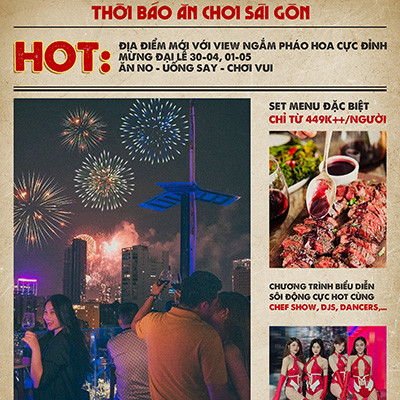 THỜI BÁO ĂN CHƠI SÀI GÒN
HOT:
ĐỊA ĐIỂM MỚI VỚI VIEW NGẮM PHÁO HOA CỰC ĐỈNH
MỪNG ĐẠI LỄ 30-04, 01-05
ĂN NO - UỐNG SAY - CHƠI VUI
SET MENU ĐẶC BIỆT
CHỈ TỪ 449K++/NGƯỜI
CHƯƠNG TRÌNH BIỂU DIỄN
SÔI ĐỘNG CỰC HOT CÙNG
CHEF SHOW, DJS, DANCERS,...